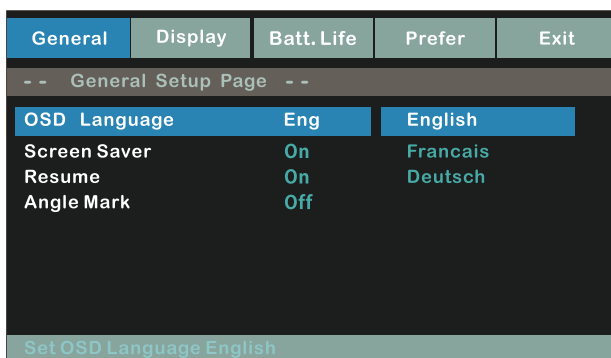 General Display Batt. Life Prefer Exit
-- General Setup Page --
OSD Language Eng English
Screen Saver On Francais
Resume On Deutsch
Angle Mark Off
Set OSD Language English